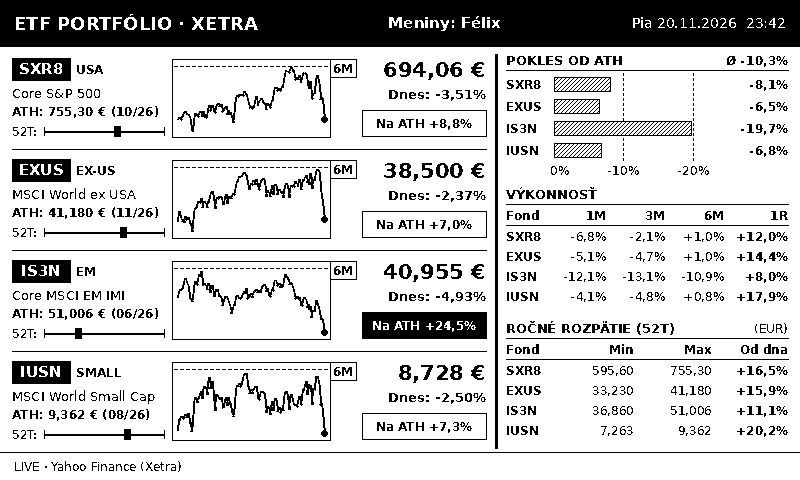 ETF PORTFÓLIO · XETRA
Meniny: Félix
Pia 20.11.2026 23:42
SXR8 USA
Core S&P 500
ATH: 755,30 € (10/26)
52T:
6M
694,06 €
Dnes: -3,51%
Na ATH +8,8%
EXUS EX-US
MSCI World ex USA
ATH: 41,180 € (11/26)
52T:
6M
38,500 €
Dnes: -2,37%
Na ATH +7,0%
IS3N EM
Core MSCI EM IMI
ATH: 51,006 € (06/26)
52T:
6M
40,955 €
Dnes: -4,93%
Na ATH +24,5%
IUSN SMALL
MSCI World Small Cap
ATH: 9,362 € (08/26)
52T:
6M
8,728 €
Dnes: -2,50%
Na ATH +7,3%
POKLES OD ATH Ø -10,3%
SXR8 -8,1%
EXUS -6,5%
IS3N -19,7%
IUSN -6,8%
0% -10% -20%
VÝKONNOSŤ
Fond 1M 3M 6M 1R
SXR8 -6,8% -2,1% +1,0% +12,0%
EXUS -5,1% -4,7% +1,0% +14,4%
IS3N -12,1% -13,1% -10,9% +8,0%
IUSN -4,1% -4,8% +0,8% +17,9%
ROČNÉ ROZPÄTIE (52T) (EUR)
Fond Min Max Od dna
SXR8 595,60 755,30 +16,5%
EXUS 33,230 41,180 +15,9%
IS3N 36,860 51,006 +11,1%
IUSN 7,263 9,362 +20,2%
LIVE · Yahoo Finance (Xetra)